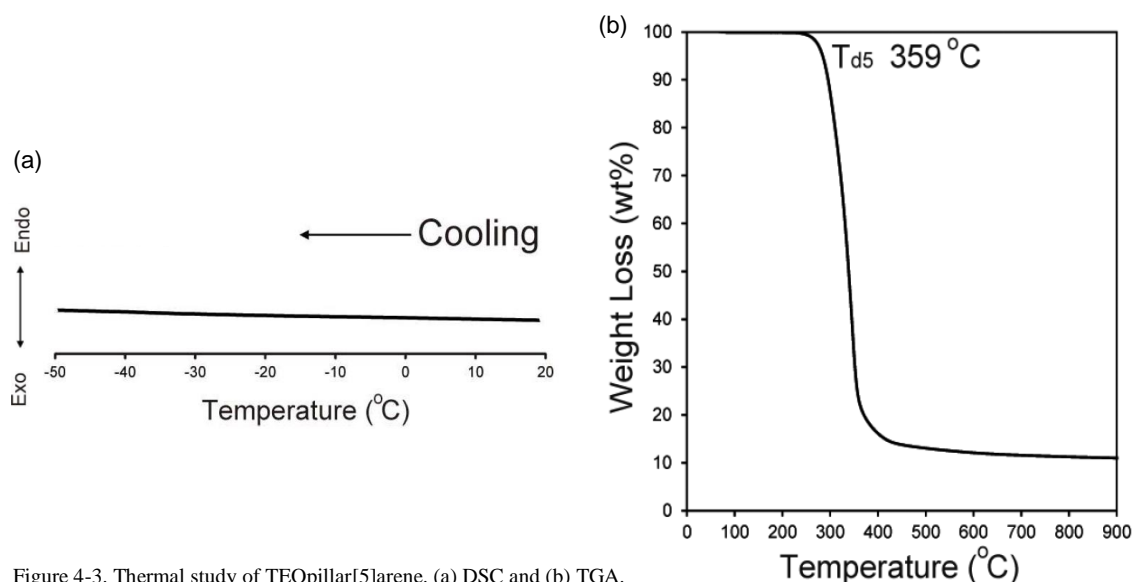 (a)
Endo
Exo
Cooling
-50 -40 -30 -20 -10 0 10 20
Temperature (°C)
(b)
Td5 359 °C
Weight Loss (wt%)
100
90
80
70
60
50
40
30
20
10
0
0 100 200 300 400 500 600 700 800 900
Temperature (°C)
Figure 4-3. Thermal study of TEOpillar[5]arene. (a) DSC and (b) TGA.